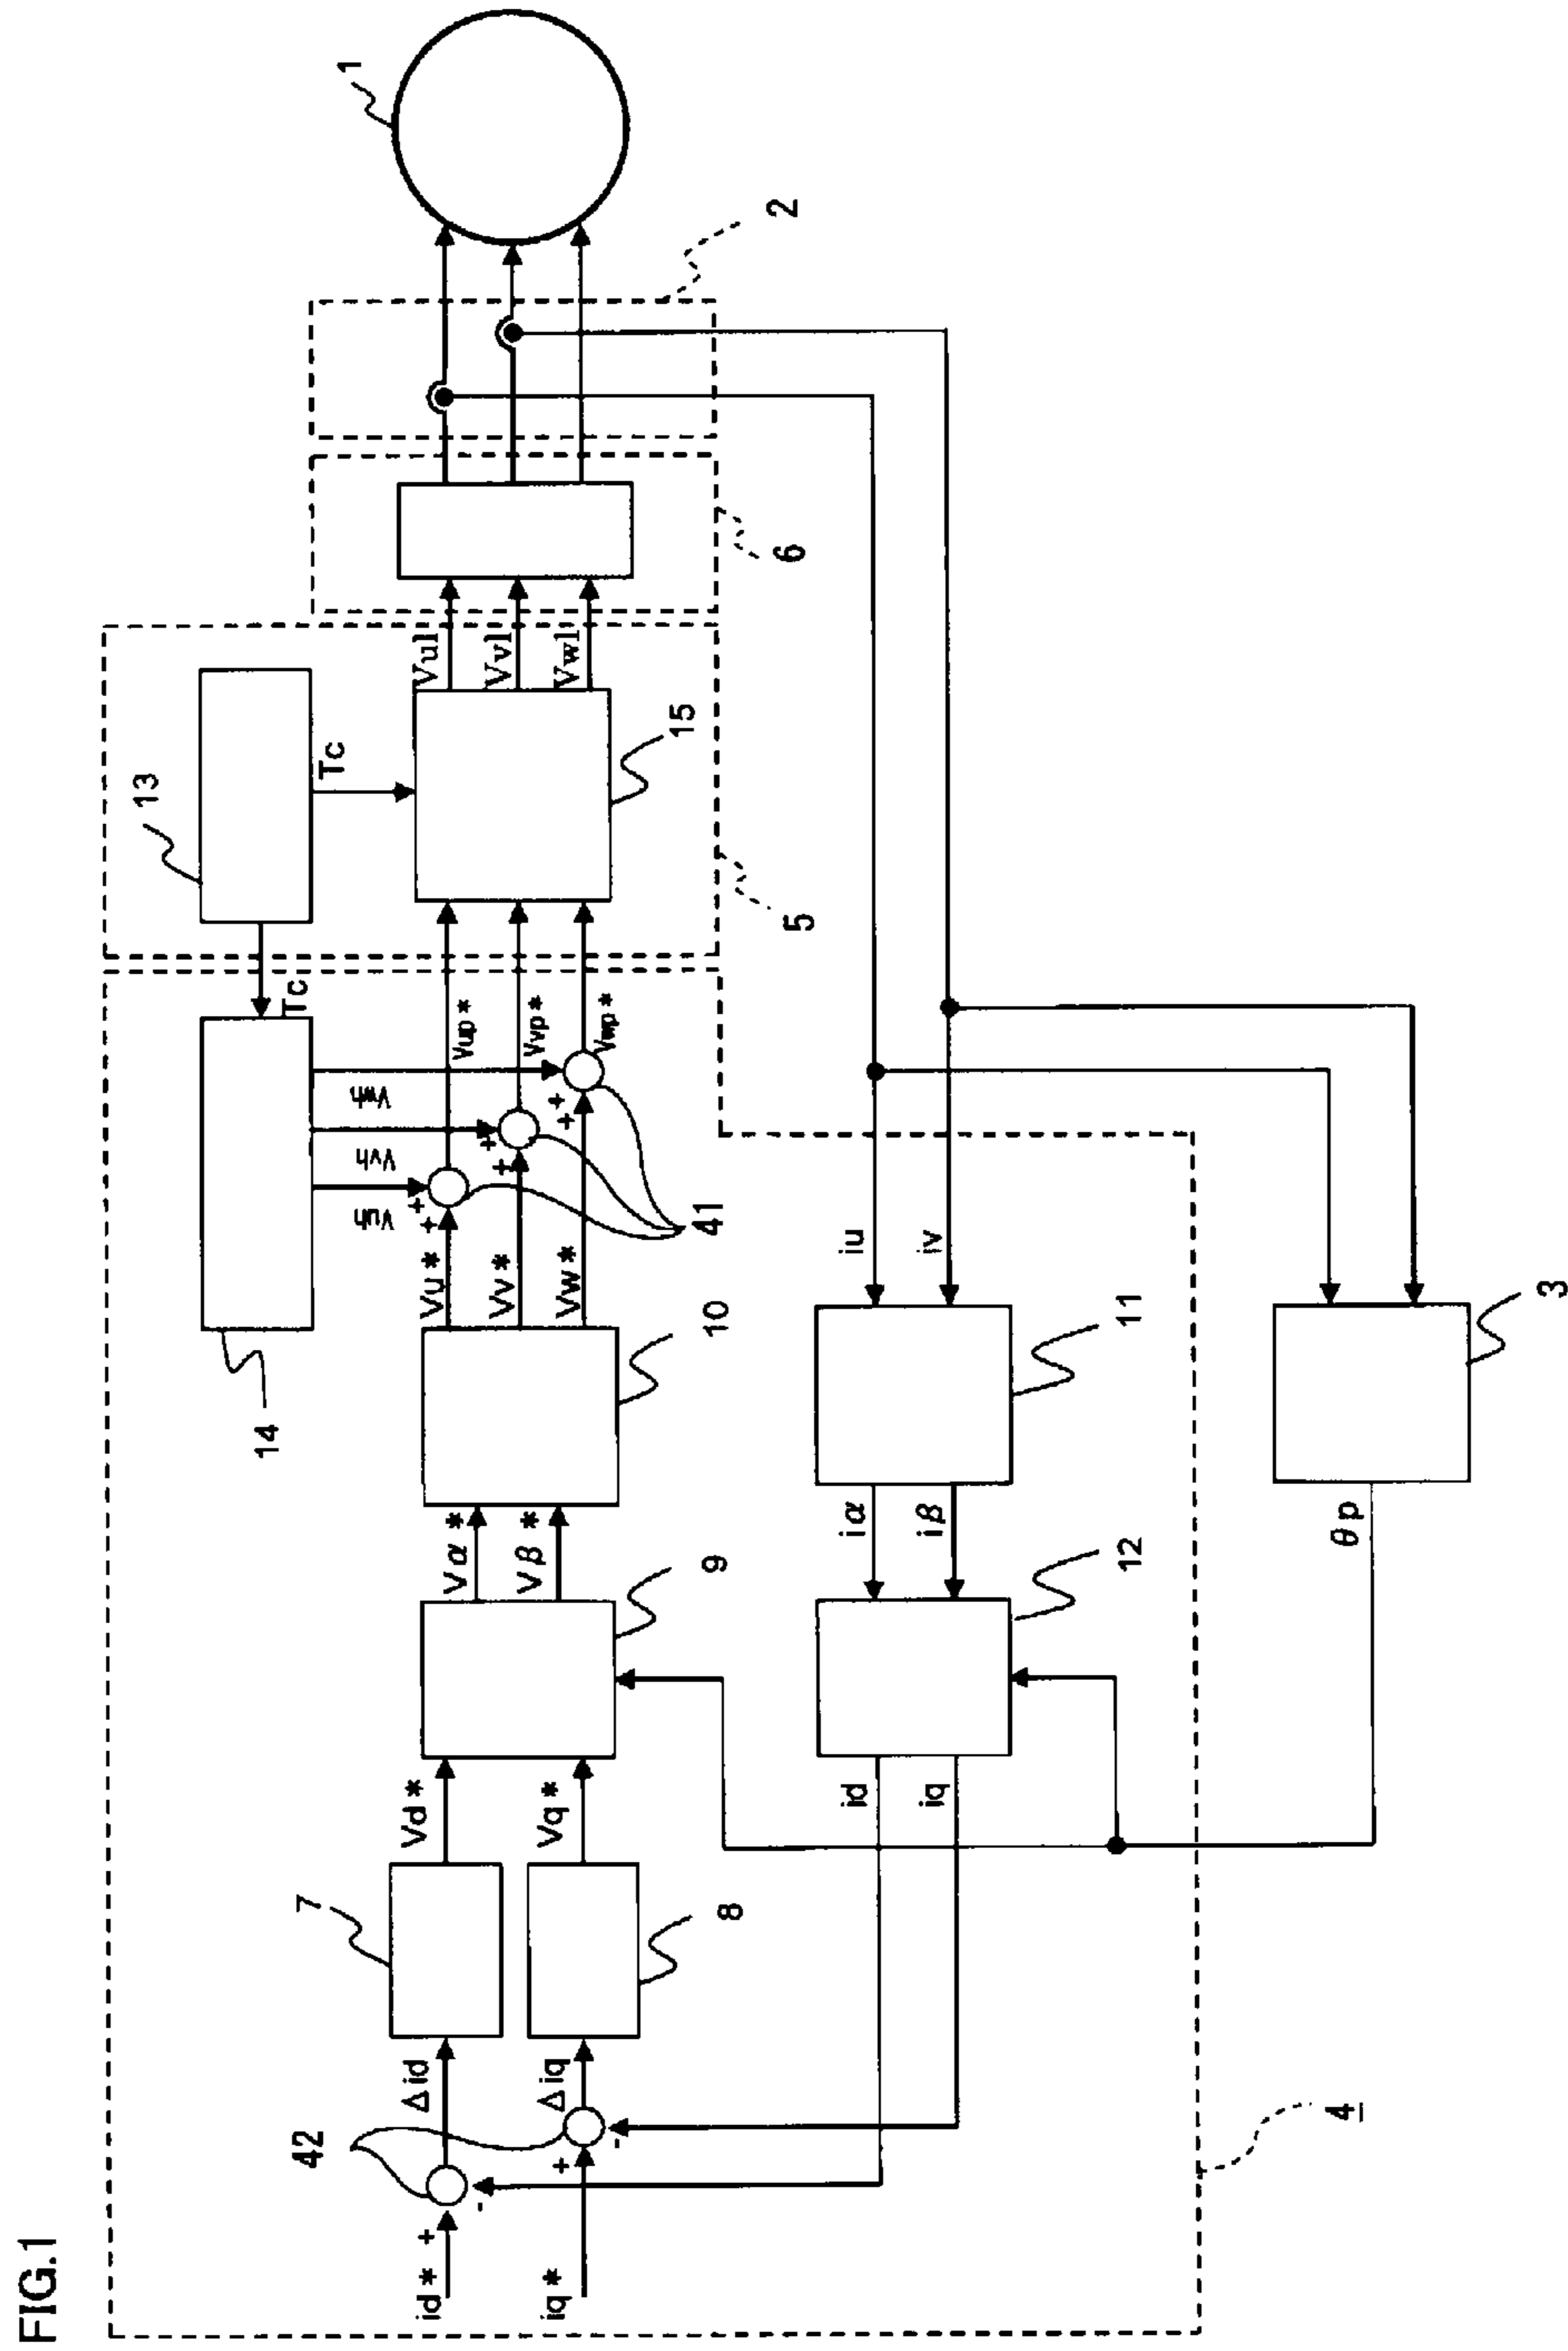 FIG.1
id*
+
-
iq*
+
-
42
Δid
Δiq
7
8
Vd*
Vq*
9
Vα*
Vβ*
10
Vu*
Vv*
Vw*
14
Vuh
Vvh
Vwh
+
+
+
+
+
+
41
Vup*
Vvp*
Vwp*
Tc
13
Tc
15
5
Vul
Vvl
Vwl
6
2
1
id
iq
12
iα
iβ
11
iu
iv
θp
3
4